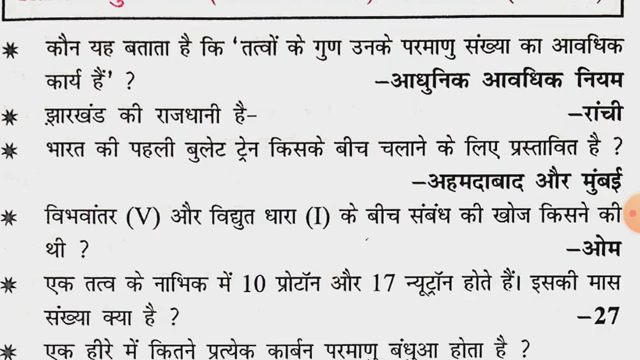 कौन यह बताता है कि 'तत्वों के गुण उनके परमाणु संख्या का आवधिक
कार्य हैं' ? –आधुनिक आवधिक नियम
झारखंड की राजधानी है- –रांची
भारत की पहली बुलेट ट्रेन किसके बीच चलाने के लिए प्रस्तावित है ?
–अहमदाबाद और मुंबई
विभवांतर (V) और विद्युत धारा (I) के बीच संबंध की खोज किसने की
थी ? –ओम
एक तत्व के नाभिक में 10 प्रोटॉन और 17 न्यूट्रॉन होते हैं। इसकी मास
संख्या क्या है ? –27
एक हीरे में कितने प्रत्येक कार्बन परमाणु बंधुआ होता है ?